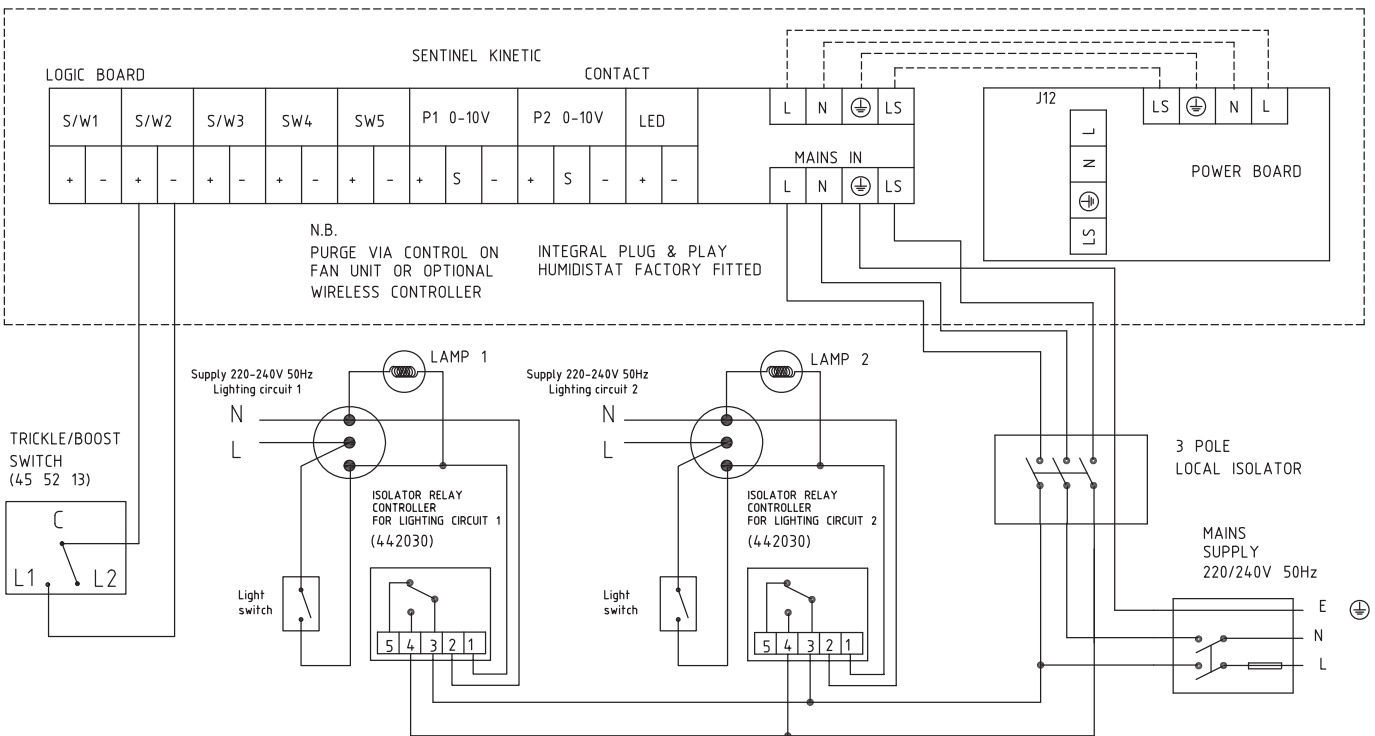 SENTINEL KINETIC
LOGIC BOARD
CONTACT
S/W1 S/W2 S/W3 SW4 SW5 P1 0-10V P2 0-10V LED
+ - + - + - + - + - + S - + S - + -
L N LS
MAINS IN
L N LS
J12
L
N
LS
LS N L
POWER BOARD
N.B.
PURGE VIA CONTROL ON
FAN UNIT OR OPTIONAL
WIRELESS CONTROLLER
INTEGRAL PLUG & PLAY
HUMIDISTAT FACTORY FITTED
TRICKLE/BOOST
SWITCH
(45 52 13)
C
L1 L2
Supply 220-240V 50Hz
Lighting circuit 1
N
L
LAMP 1
ISOLATOR RELAY
CONTROLLER
FOR LIGHTING CIRCUIT 1
(442030)
Light
switch
5 4 3 2 1
Supply 220-240V 50Hz
Lighting circuit 2
N
L
LAMP 2
ISOLATOR RELAY
CONTROLLER
FOR LIGHTING CIRCUIT 2
(442030)
Light
switch
5 4 3 2 1
3 POLE
LOCAL ISOLATOR
MAINS
SUPPLY
220/240V 50Hz
E
N
L